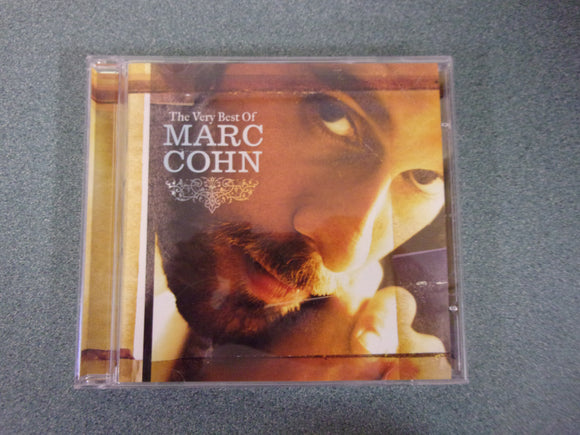 The Very Best Of
MARC
COHN